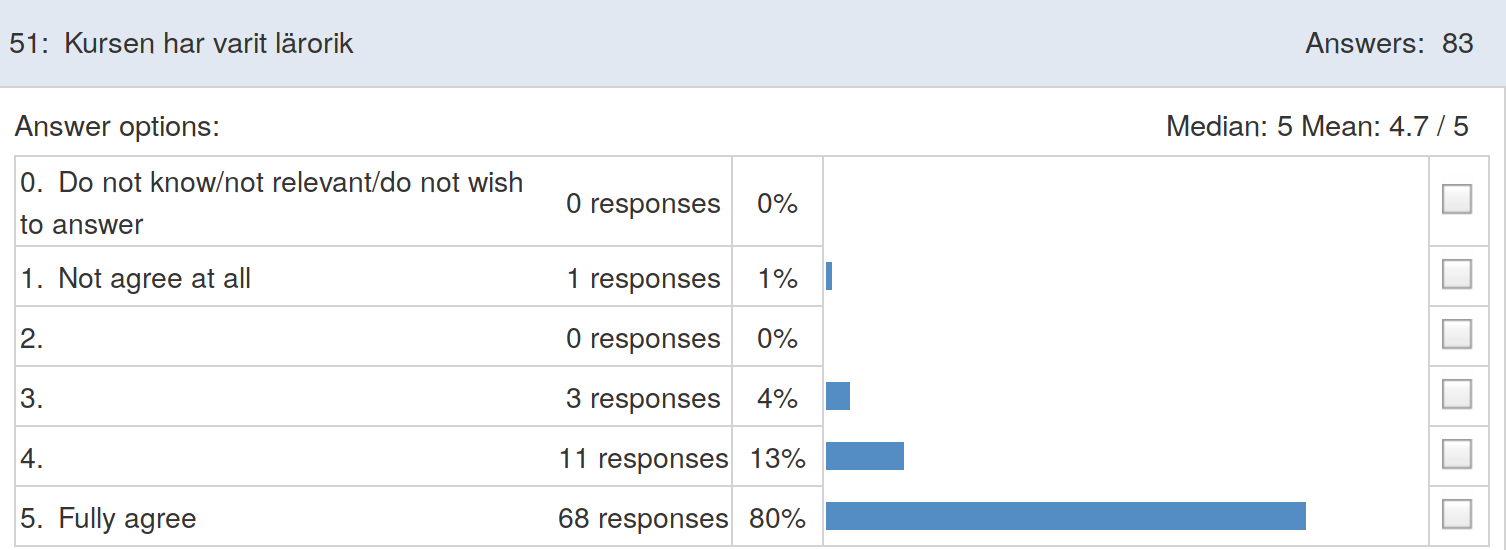 51: Kursen har varit lärorik Answers: 83
Answer options: Median: 5 Mean: 4.7 / 5
0. Do not know/not relevant/do not wish
to answer 0 responses 0%
1. Not agree at all 1 responses 1%
2. 0 responses 0%
3. 3 responses 4%
4. 11 responses 13%
5. Fully agree 68 responses 80%